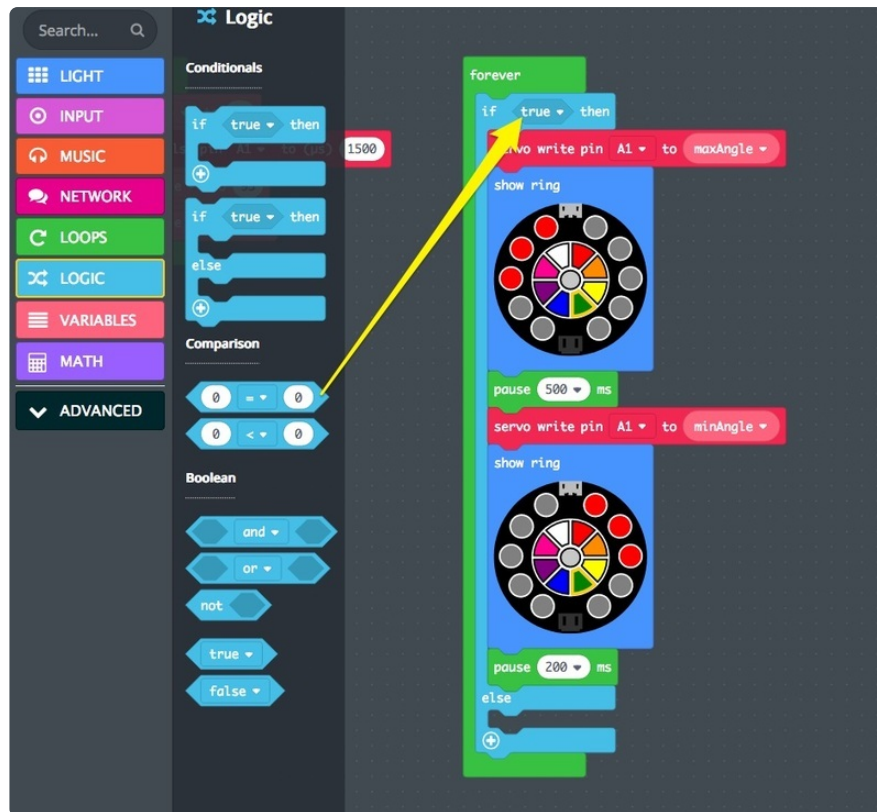 Search...
LIGHT
INPUT
MUSIC
NETWORK
LOOPS
LOGIC
VARIABLES
MATH
ADVANCED
Logic
Conditionals
if true then
if true then
else
Comparison
0 = 0
0 < 0
Boolean
and
or
not
true
false
A1 to (µs) 1500
forever
if true then
servo write pin A1 to maxAngle
show ring
pause 500 ms
servo write pin A1 to minAngle
show ring
pause 200 ms
else